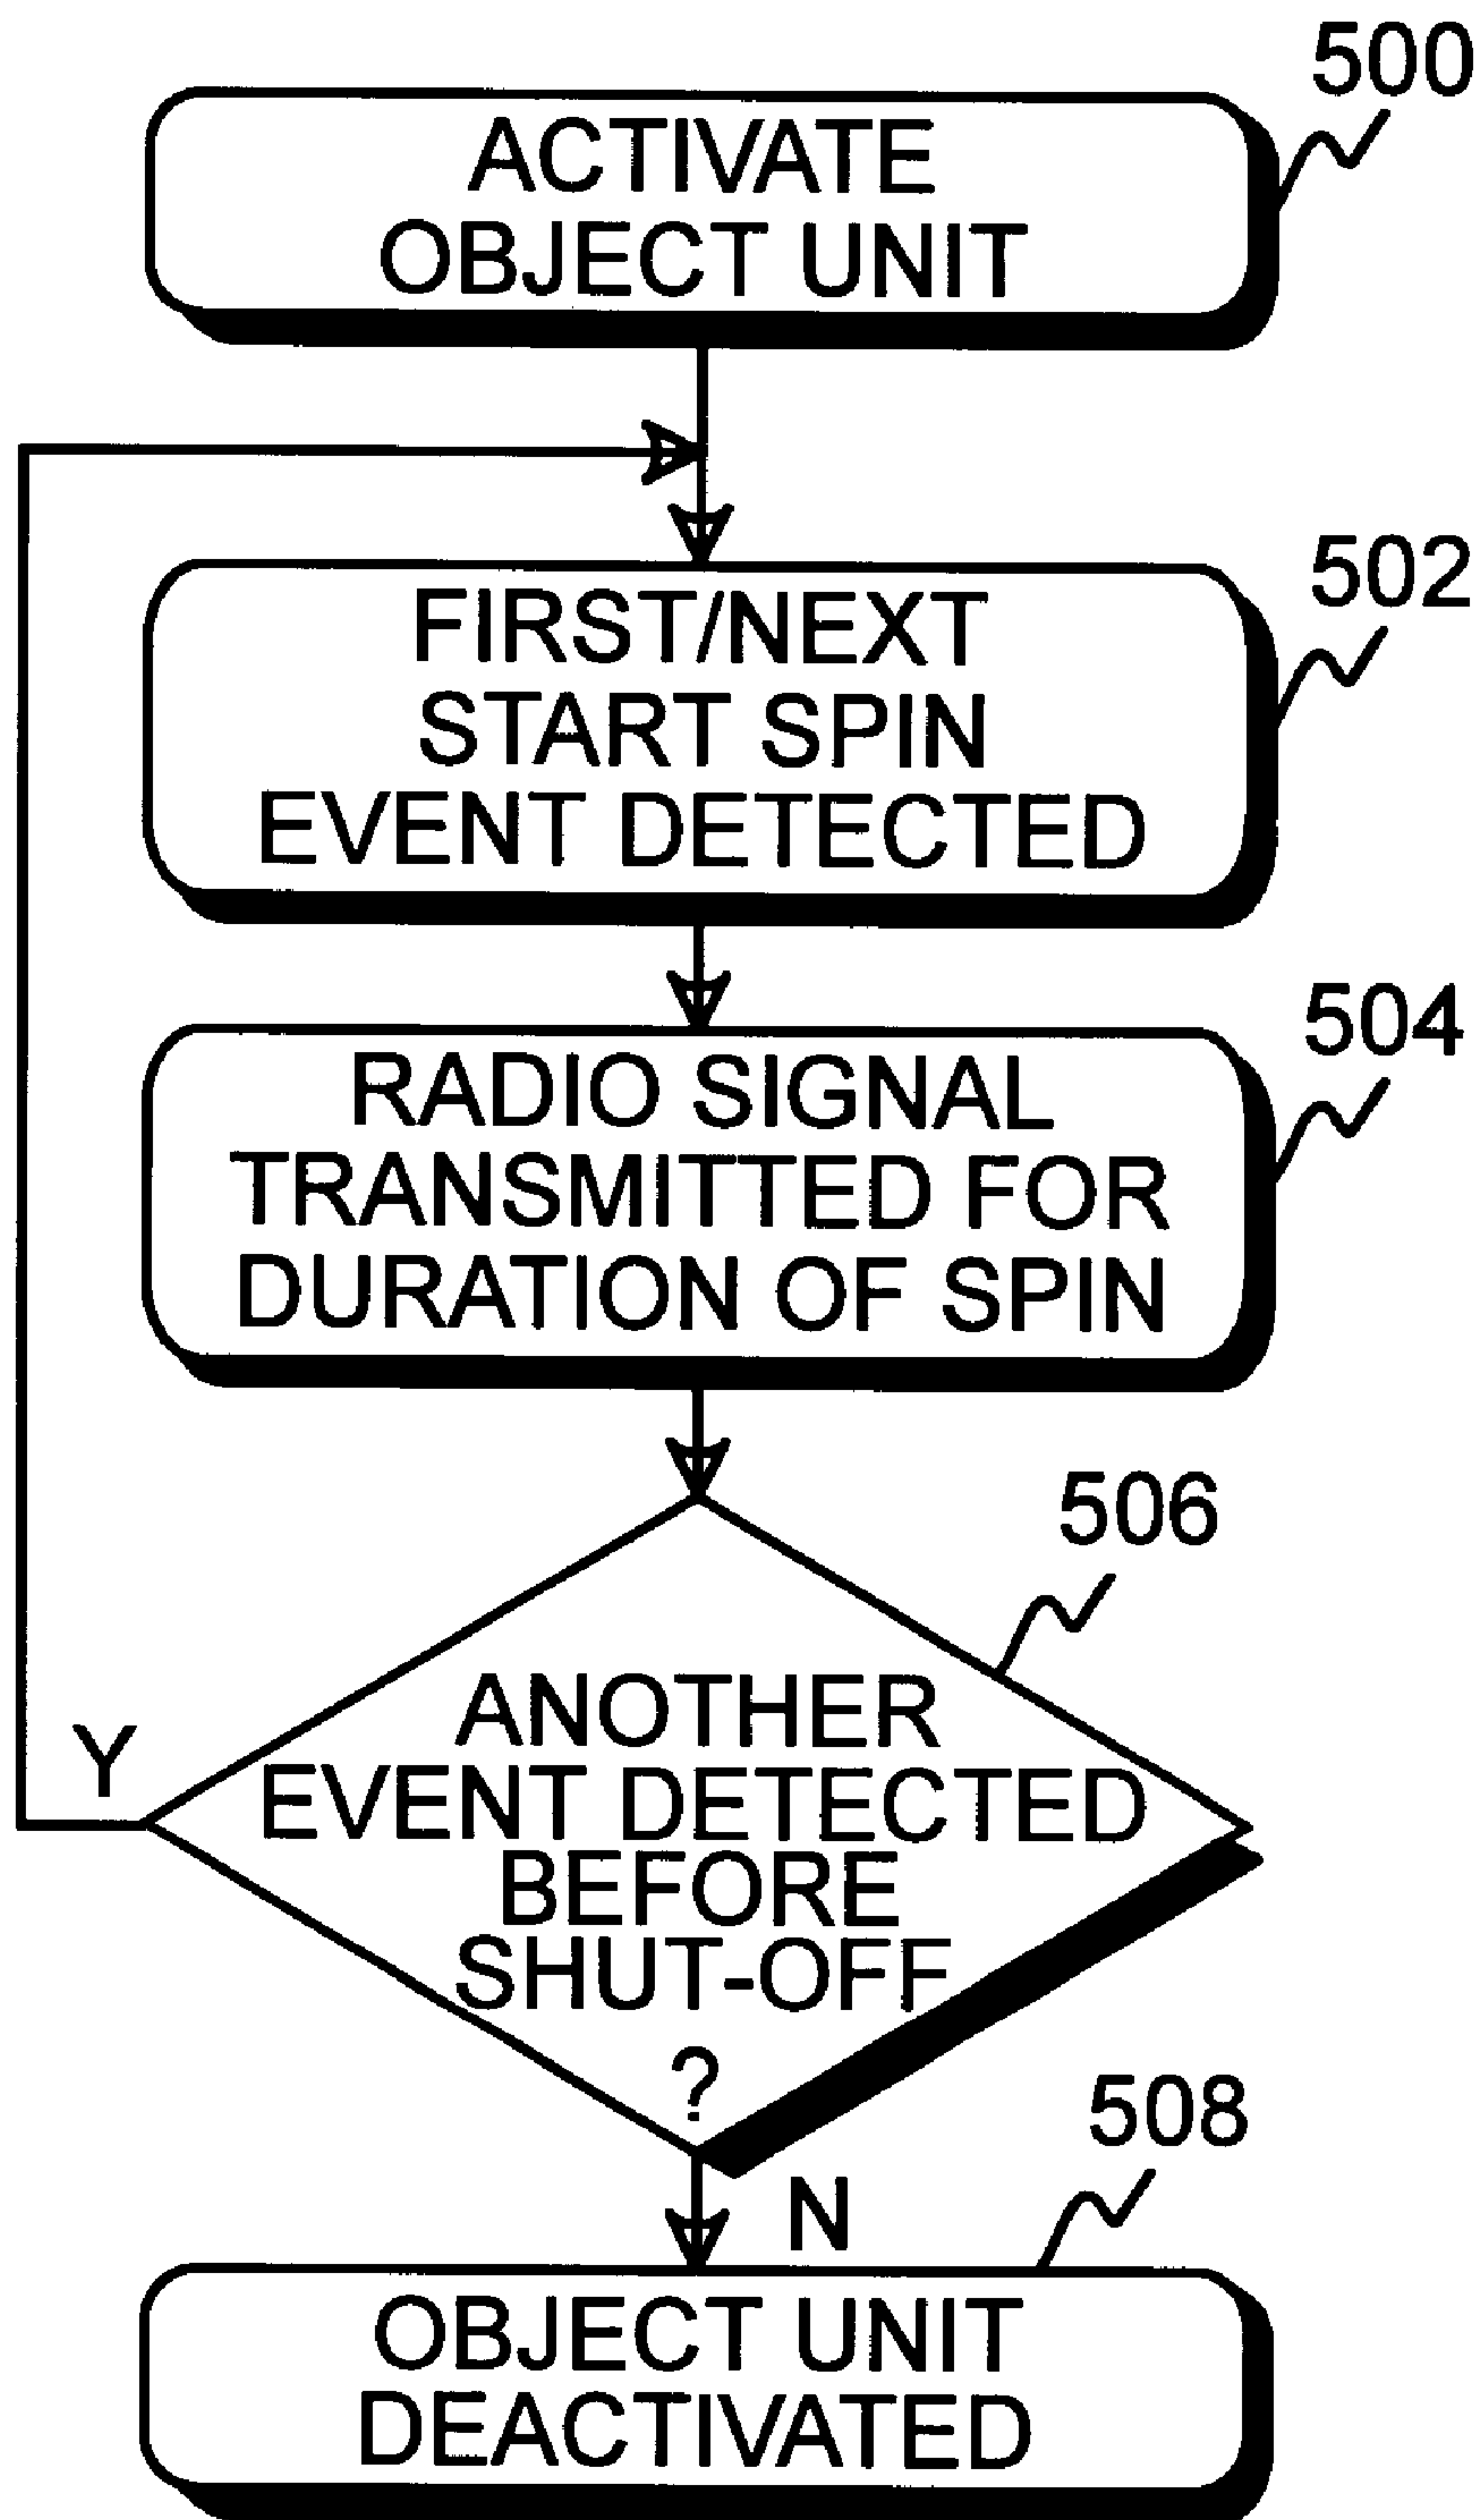 500
ACTIVATE
OBJECT UNIT
502
FIRST/NEXT
START SPIN
EVENT DETECTED
504
RADIO SIGNAL
TRANSMITTED FOR
DURATION OF SPIN
506
ANOTHER
EVENT DETECTED
BEFORE
SHUT-OFF
?
Y
N
508
OBJECT UNIT
DEACTIVATED